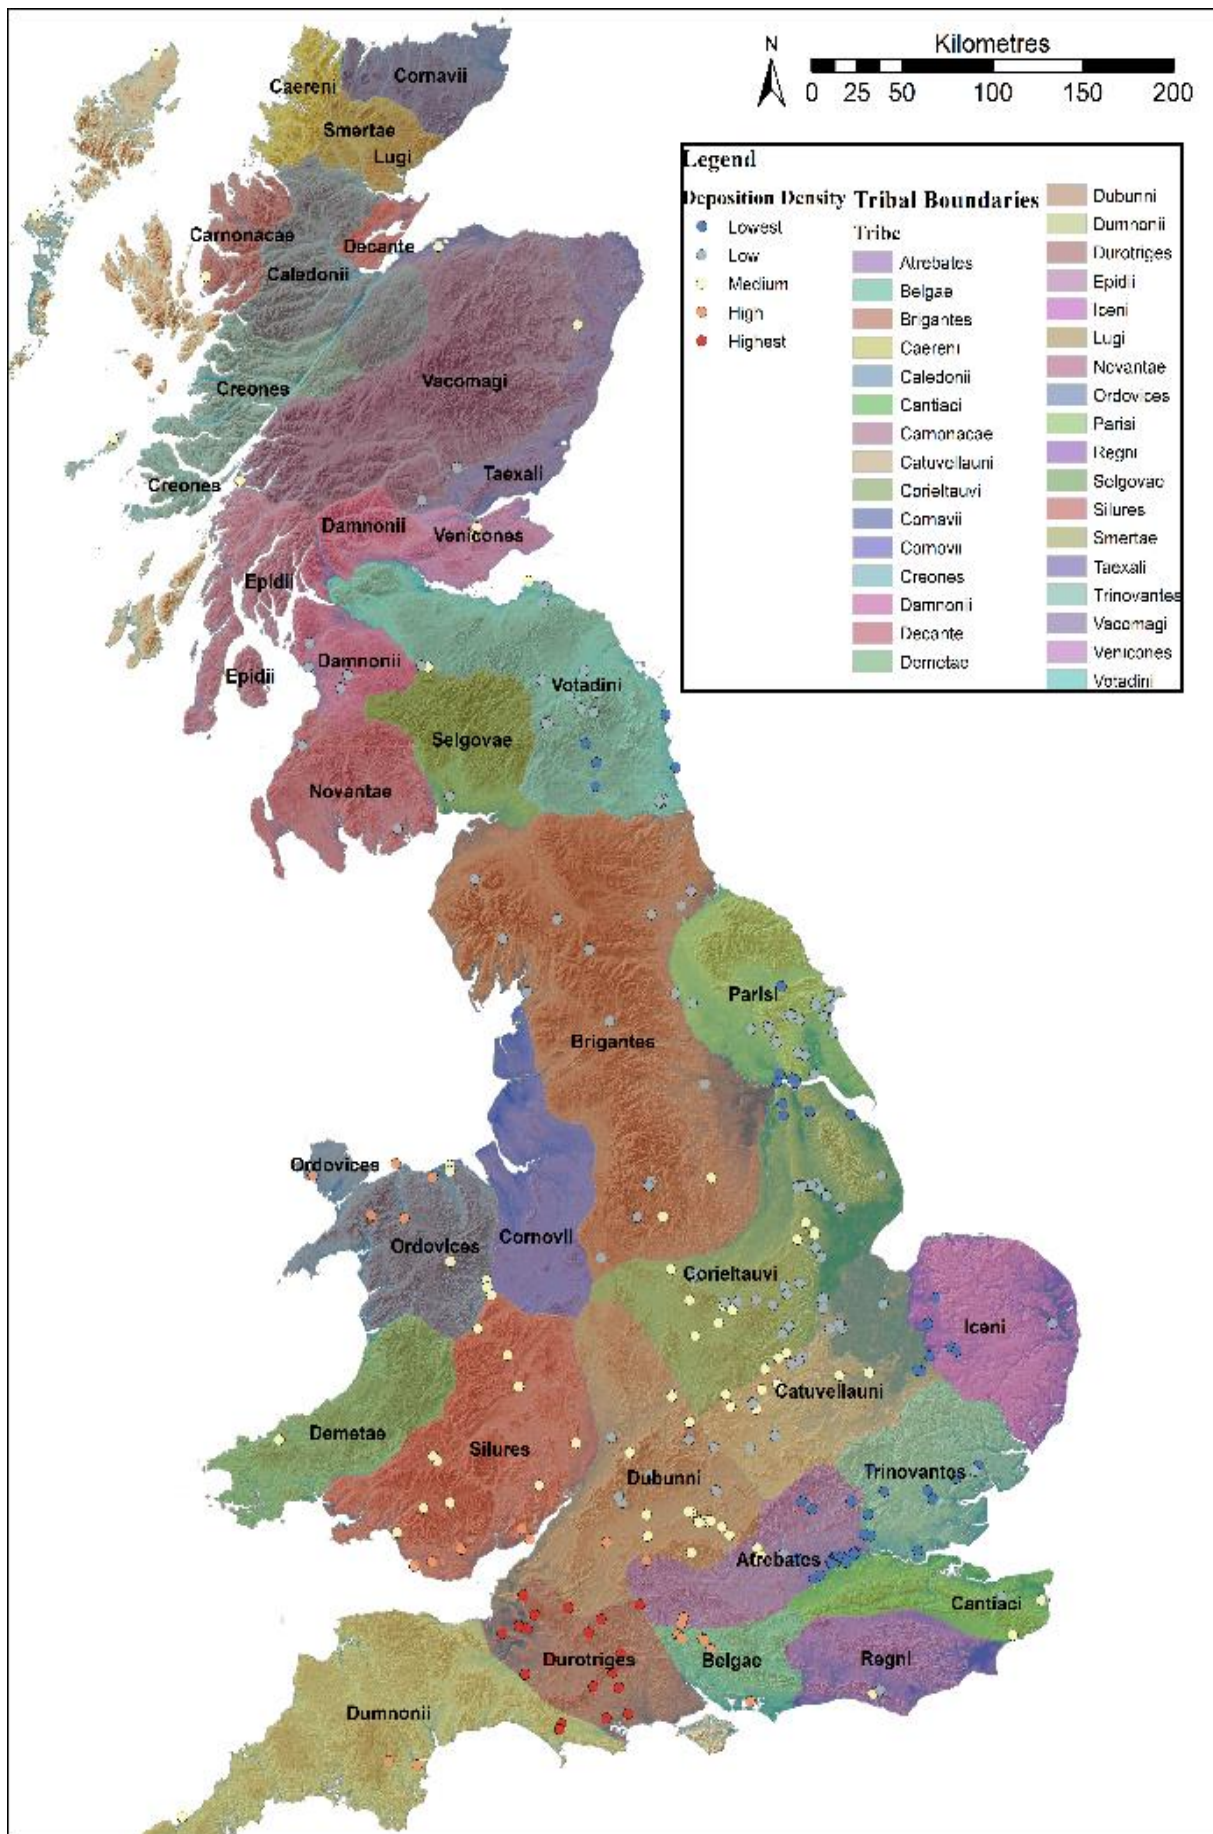 N
Kilometres
0 25 50 100 150 200
Legend
Deposition Density
Lowest
Low
Medium
High
Highest
Tribal Boundaries
Tribe
Atrebates
Belgae
Brigantes
Caereni
Caledonii
Cantiaci
Carnonacae
Catuvellauni
Corieltauvi
Cornavii
Cornovii
Creones
Damnonii
Decante
Demetae
Dubunni
Dumnonii
Durotriges
Epidii
Iceni
Lugi
Novantae
Ordovices
Parisi
Regni
Selgovae
Silures
Smertae
Taexali
Trinovantes
Vacomagi
Venicones
Votadini
Caereni
Cornavii
Smertae
Lugi
Carnonacae
Decante
Caledonii
Creones
Vacomagi
Creones
Taexali
Damnonii
Venicones
Epidii
Damnonii
Epidii
Votadini
Selgovae
Novantae
Parisi
Brigantes
Ordovices
Ordovices
Cornovii
Corieltauvi
Iceni
Catuvellauni
Demetae
Silures
Dubunni
Trinovantes
Atrebates
Cantiaci
Durotriges
Belgae
Regni
Dumnonii